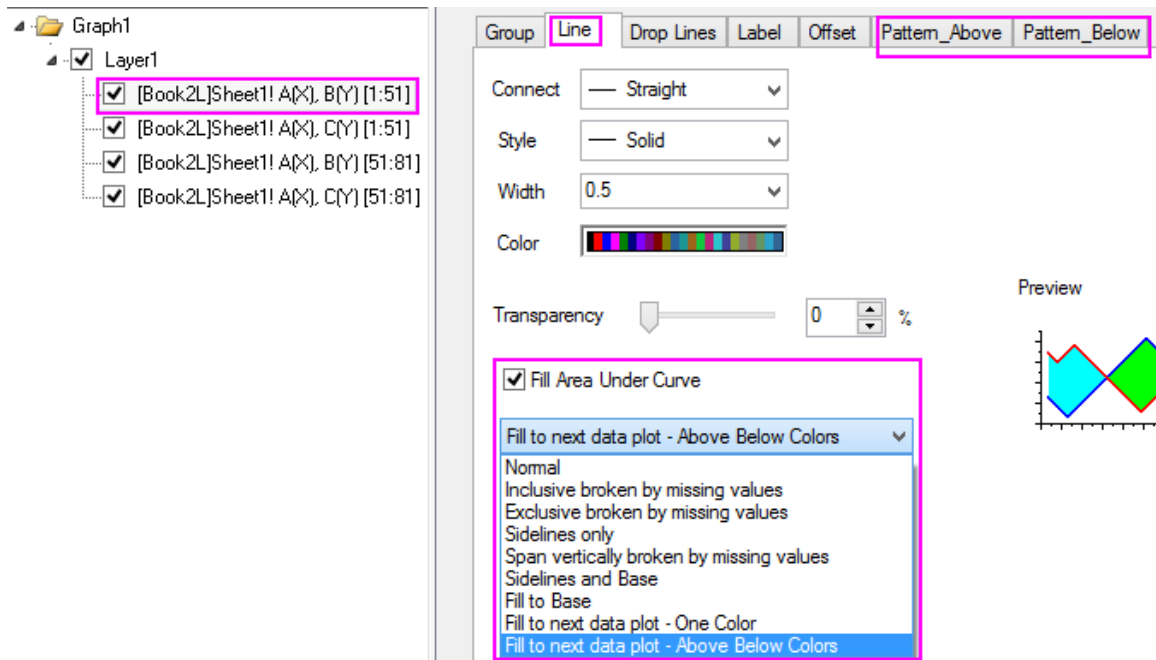 Graph1
Layer1
[Book2L]Sheet1! A(X), B(Y) [1:51]
[Book2L]Sheet1! A(X), C(Y) [1:51]
[Book2L]Sheet1! A(X), B(Y) [51:81]
[Book2L]Sheet1! A(X), C(Y) [51:81]
Group Line Drop Lines Label Offset Pattern_Above Pattern_Below
Connect Straight
Style Solid
Width 0.5
Color
Transparency 0 %
Preview
Fill Area Under Curve
Fill to next data plot - Above Below Colors
Normal
Inclusive broken by missing values
Exclusive broken by missing values
Sidelines only
Span vertically broken by missing values
Sidelines and Base
Fill to Base
Fill to next data plot - One Color
Fill to next data plot - Above Below Colors